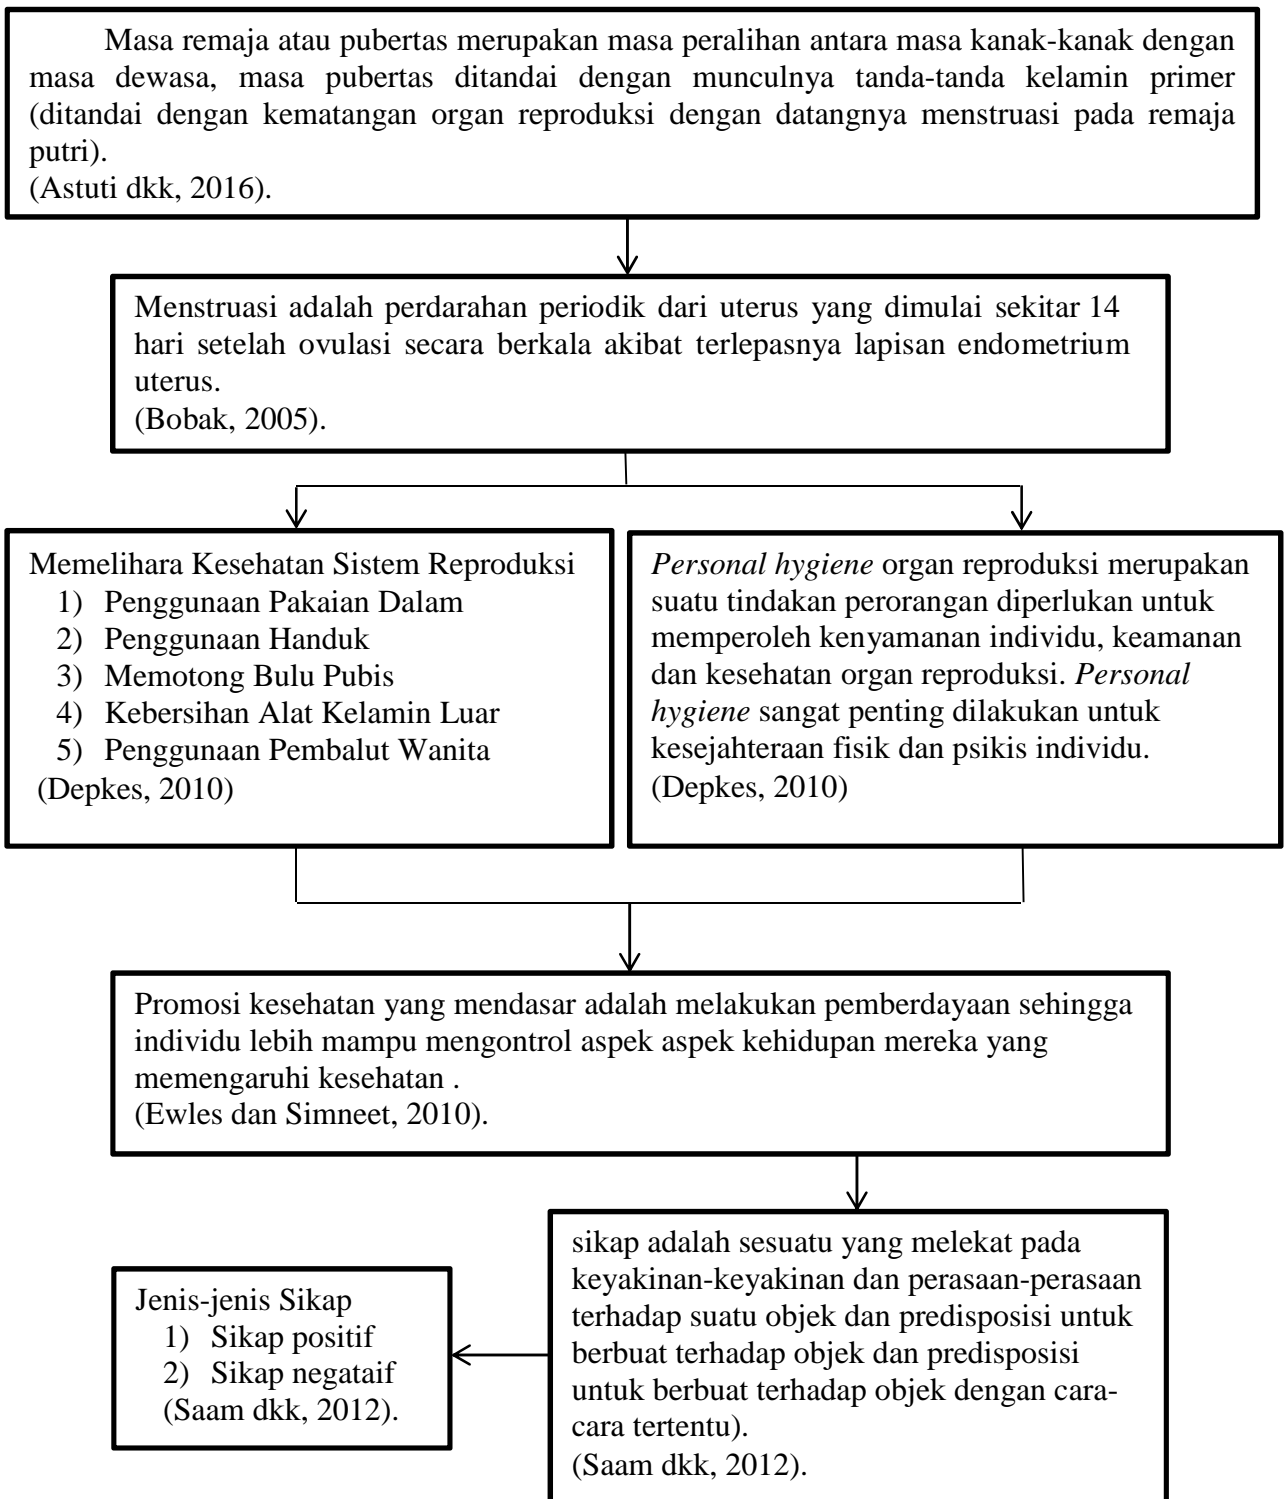 Masa remaja atau pubertas merupakan masa peralihan antara masa kanak-kanak dengan
masa dewasa, masa pubertas ditandai dengan munculnya tanda-tanda kelamin primer
(ditandai dengan kematangan organ reproduksi dengan datangnya menstruasi pada remaja
putri).
(Astuti dkk, 2016).
Menstruasi adalah perdarahan periodik dari uterus yang dimulai sekitar 14
hari setelah ovulasi secara berkala akibat terlepasnya lapisan endometrium
uterus.
(Bobak, 2005).
Memelihara Kesehatan Sistem Reproduksi
1) Penggunaan Pakaian Dalam
2) Penggunaan Handuk
3) Memotong Bulu Pubis
4) Kebersihan Alat Kelamin Luar
5) Penggunaan Pembalut Wanita
(Depkes, 2010)
Personal hygiene organ reproduksi merupakan
suatu tindakan perorangan diperlukan untuk
memperoleh kenyamanan individu, keamanan
dan kesehatan organ reproduksi. Personal
hygiene sangat penting dilakukan untuk
kesejahteraan fisik dan psikis individu.
(Depkes, 2010)
Promosi kesehatan yang mendasar adalah melakukan pemberdayaan sehingga
individu lebih mampu mengontrol aspek aspek kehidupan mereka yang
memengaruhi kesehatan .
(Ewles dan Simneet, 2010).
Jenis-jenis Sikap
1) Sikap positif
2) Sikap negataif
(Saam dkk, 2012).
sikap adalah sesuatu yang melekat pada
keyakinan-keyakinan dan perasaan-perasaan
terhadap suatu objek dan predisposisi untuk
berbuat terhadap objek dan predisposisi
untuk berbuat terhadap objek dengan cara-
cara tertentu).
(Saam dkk, 2012).